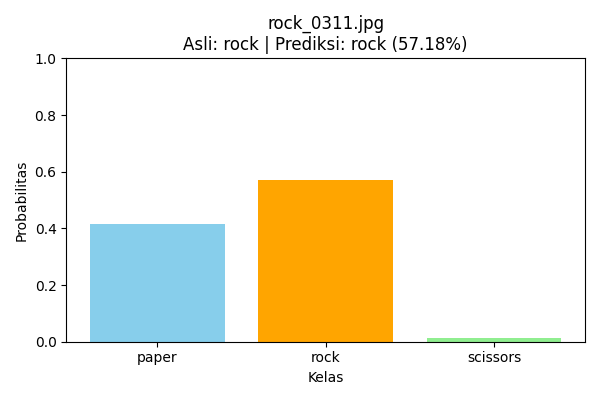 rock_0311.jpg
Asli: rock | Prediksi: rock (57.18%)
1.0
0.8
0.6
0.4
0.2
0.0
Probabilitas
paper
rock
scissors
Kelas